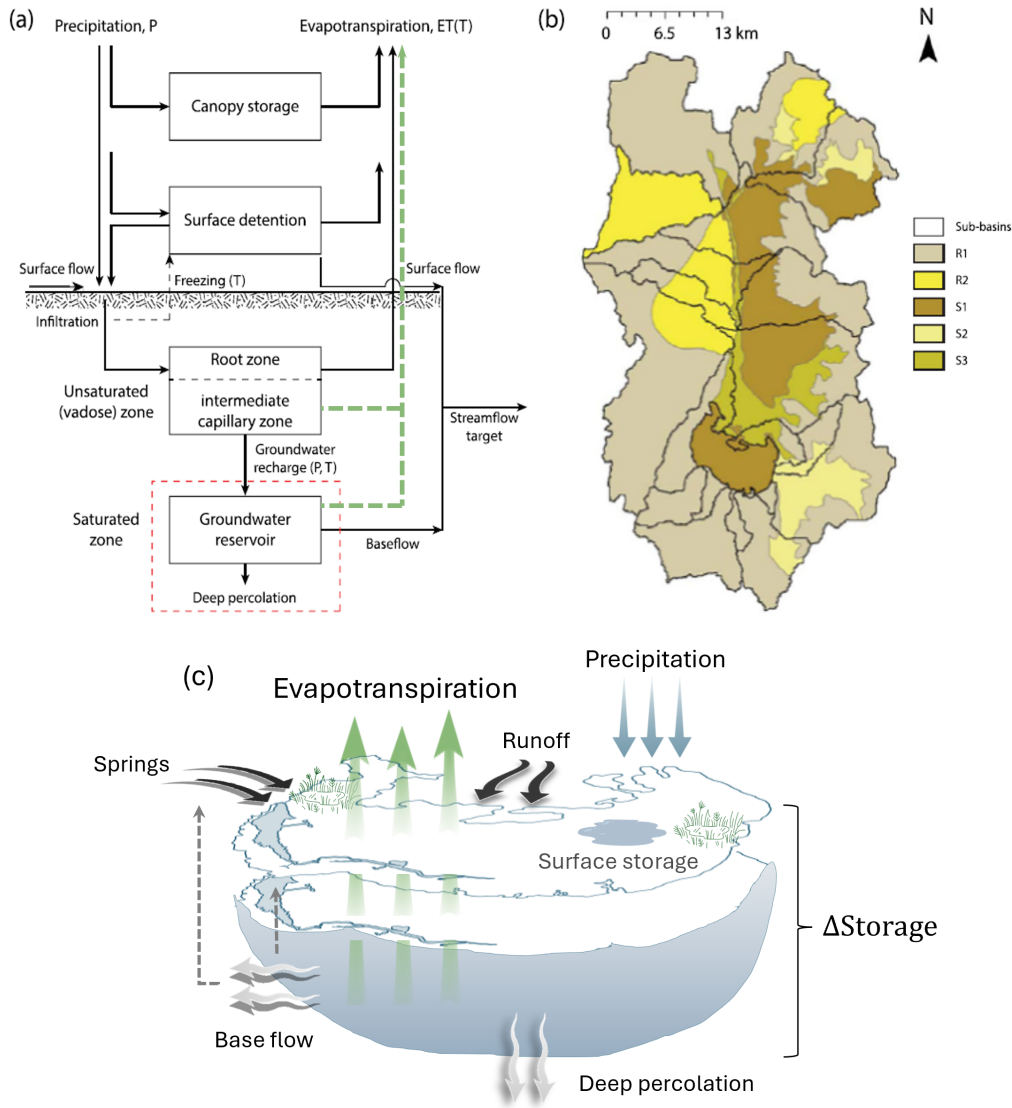 (a)
Precipitation, P
Evapotranspiration, ET(T)
Canopy storage
Surface detention
Surface flow
Freezing (T)
Surface flow
Infiltration
Root zone
Unsaturated
(vadose) zone
intermediate
capillary zone
Streamflow
target
Groundwater
recharge (P, T)
Saturated
zone
Groundwater
reservoir
Baseflow
Deep percolation
(b)
0 6.5 13 km
N
Sub-basins
R1
R2
S1
S2
S3
(c)
Precipitation
Evapotranspiration
Runoff
Springs
Surface storage
ΔStorage
Base flow
Deep percolation